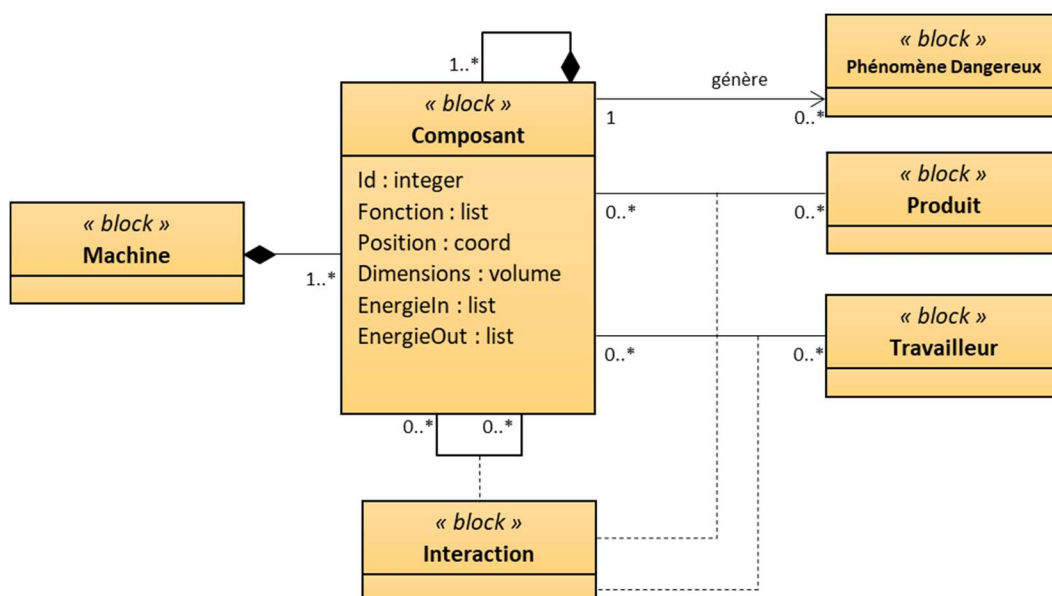 « block »
Phénomène Dangereux
1..*
génère
1
0..*
« block »
Composant
Id : integer
Fonction : list
Position : coord
Dimensions : volume
EnergieIn : list
EnergieOut : list
« block »
Produit
0..*
0..*
« block »
Machine
1..*
« block »
Travailleur
0..*
0..*
0..*
0..*
« block »
Interaction